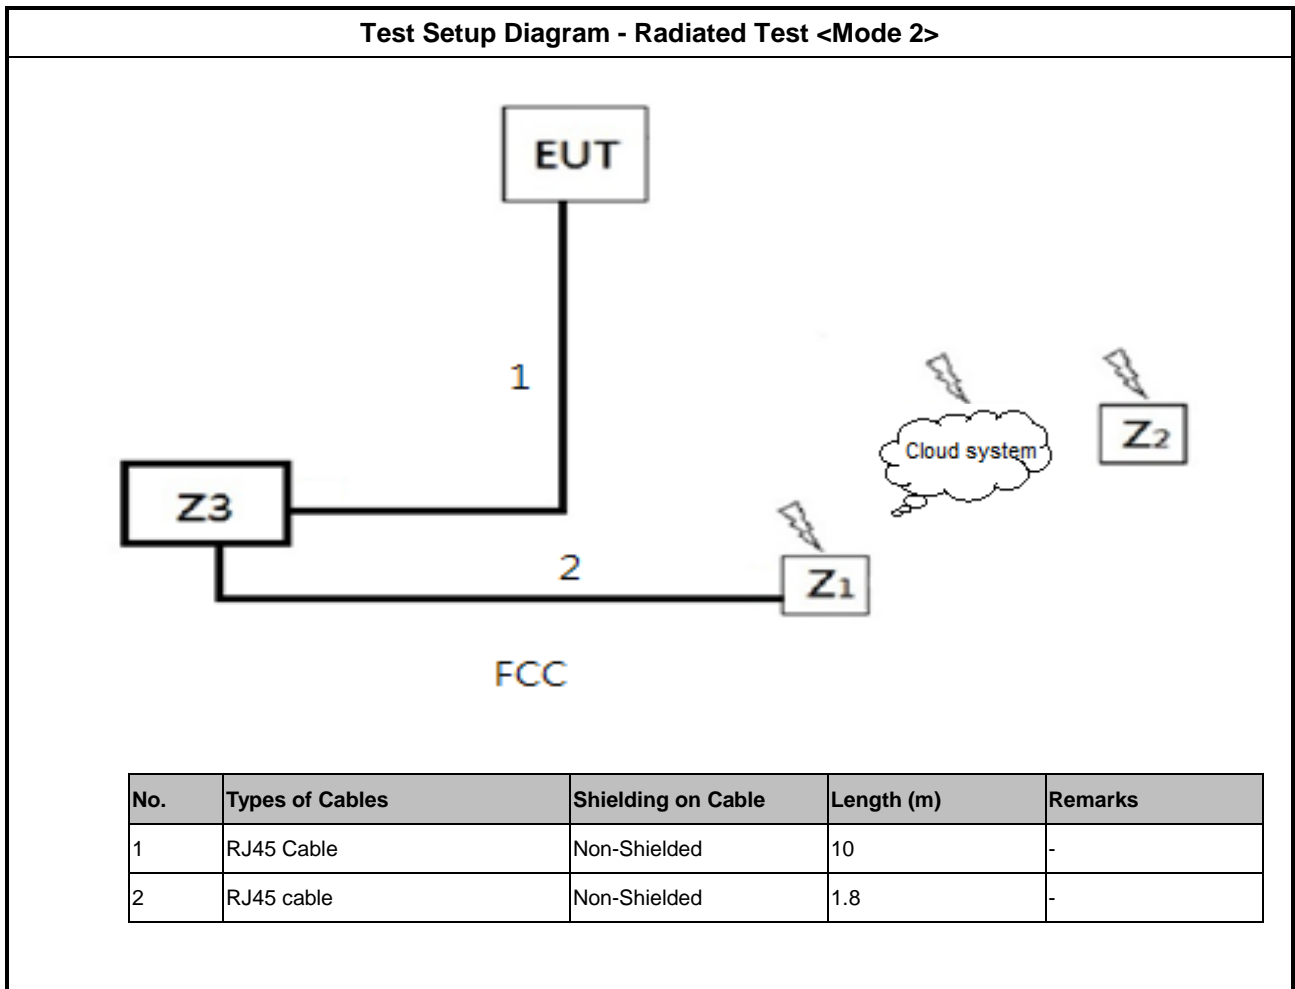 Test Setup Diagram - Radiated Test <Mode 2>
EUT
1
Cloud system
Z2
Z3
2
Z1
FCC
No. Types of Cables Shielding on Cable Length (m) Remarks
1 RJ45 Cable Non-Shielded 10 -
2 RJ45 cable Non-Shielded 1.8 -